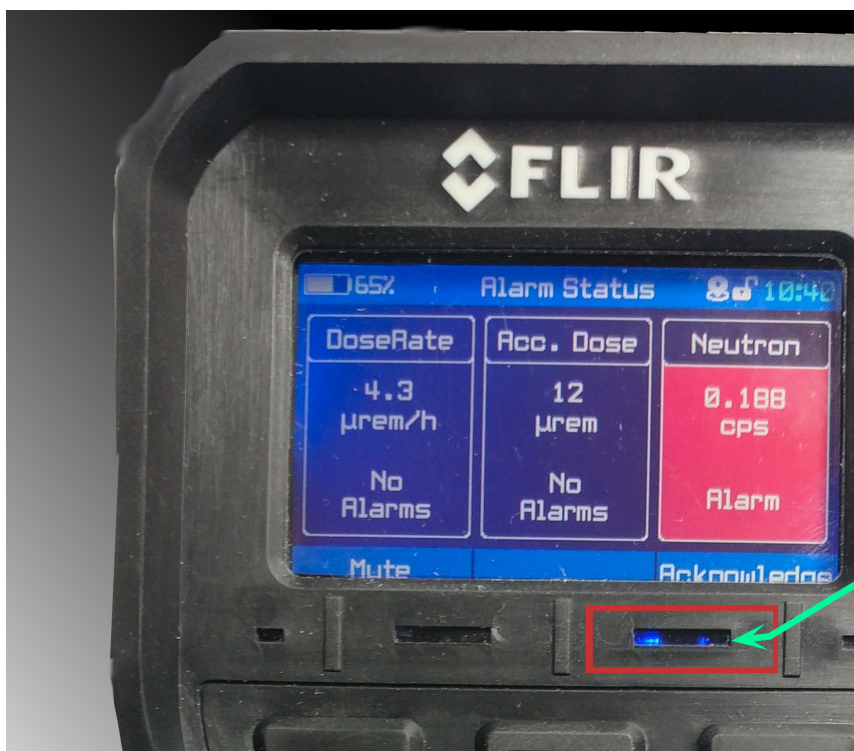 FLIR
65% Alarm Status 10:40
DoseRate Acc. Dose Neutron
4.3 12 0.188
µrem/h µrem cps
No No Alarm
Alarms Alarms
Mute Acknowledge